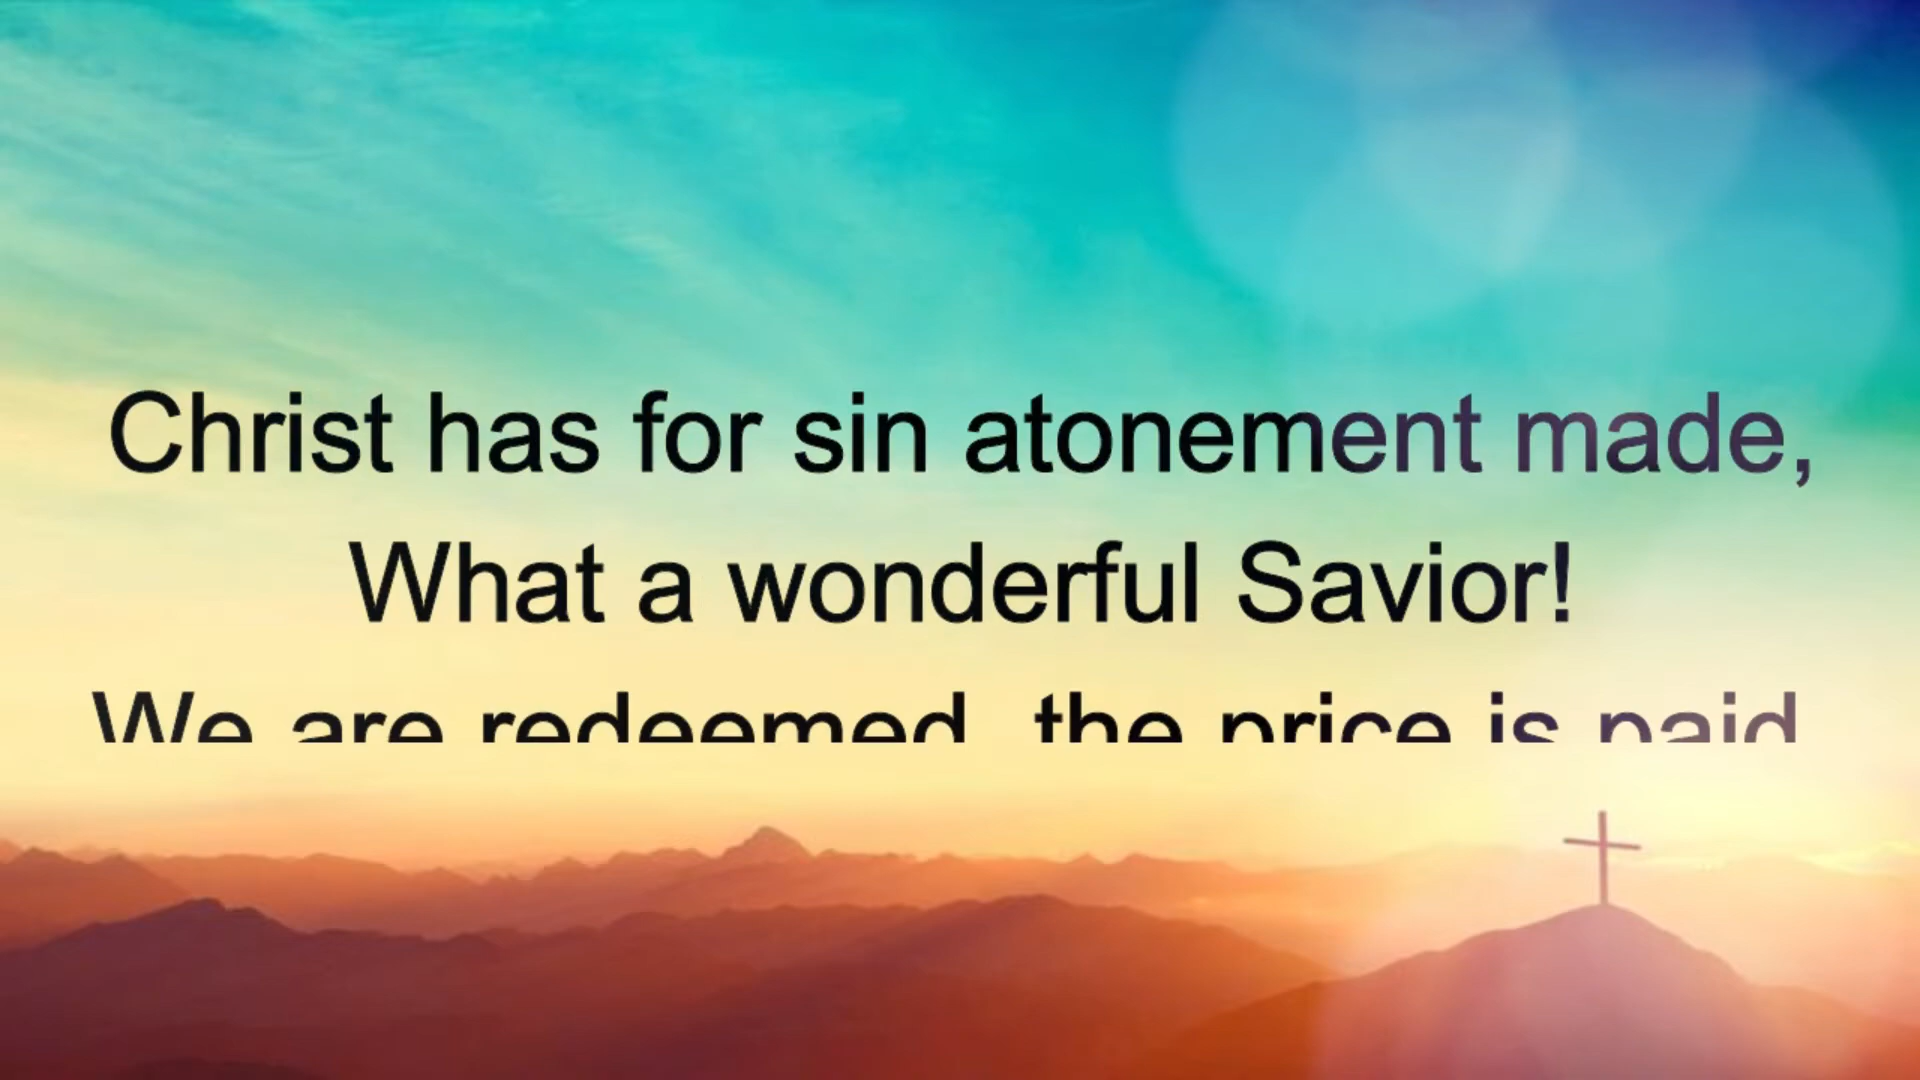 Christ has for sin atonement made,
What a wonderful Savior!
We are redeemed, the price is paid